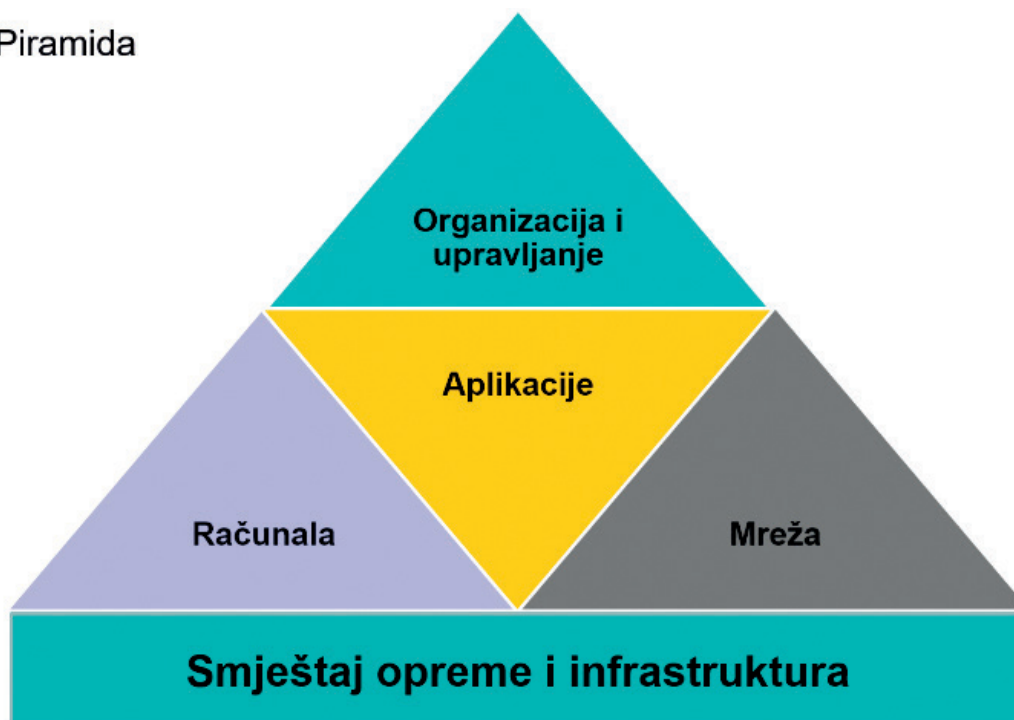 Piramida
Organizacija i
upravljanje
Aplikacije
Računala
Mreža
Smještaj opreme i infrastruktura